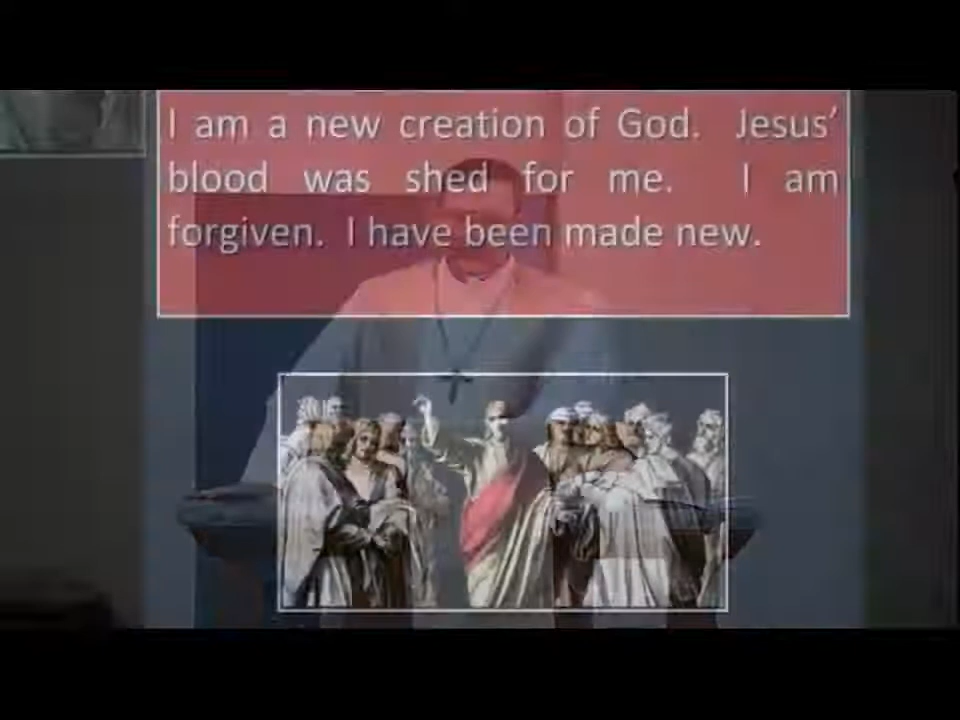 I am a new creation of God. Jesus'
blood was shed for me. I am
forgiven. I have been made new.